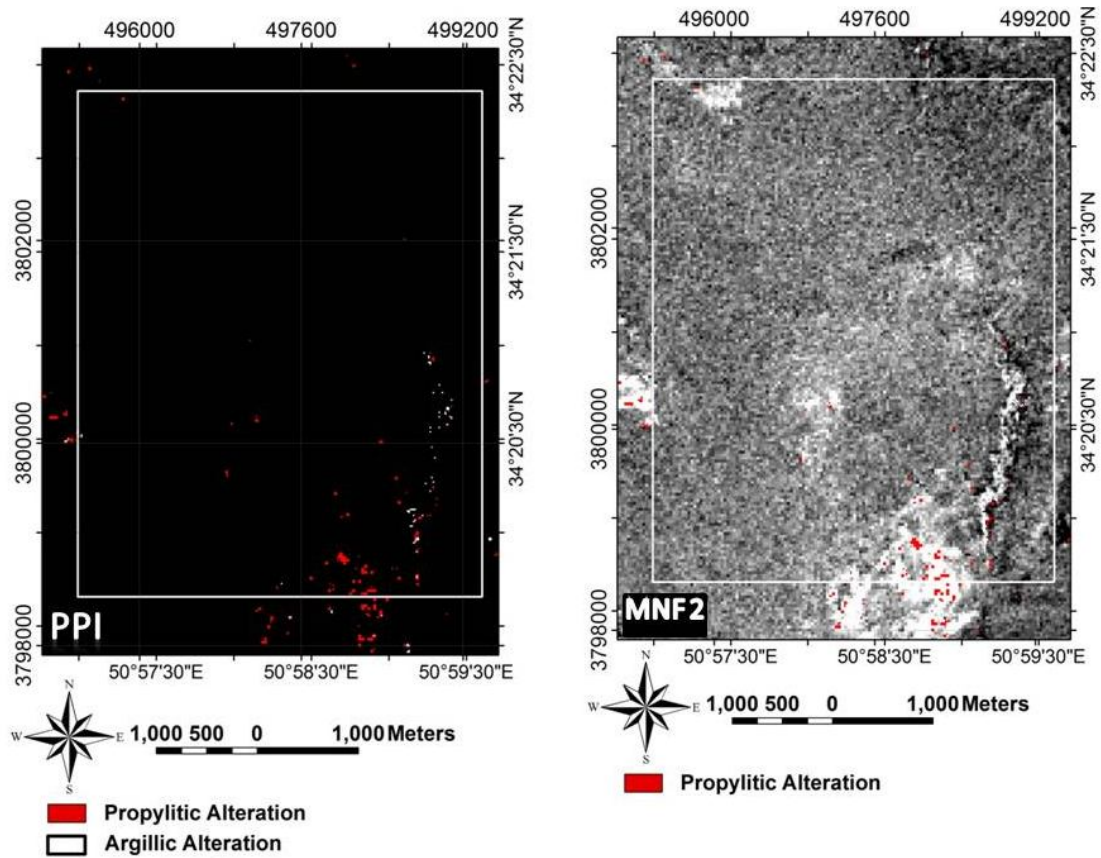 496000 497600 499200
34°22'30"N
3802000
34°21'30"N
3800000
34°20'30"N
3798000
PPI
50°57'30"E 50°58'30"E 50°59'30"E
N
W E
S
1,000 500 0 1,000 Meters
Propylitic Alteration
Argillic Alteration
496000 497600 499200
34°22'30"N
3802000
34°21'30"N
3800000
34°20'30"N
3798000
MNF2
50°57'30"E 50°58'30"E 50°59'30"E
N
W E
S
1,000 500 0 1,000 Meters
Propylitic Alteration